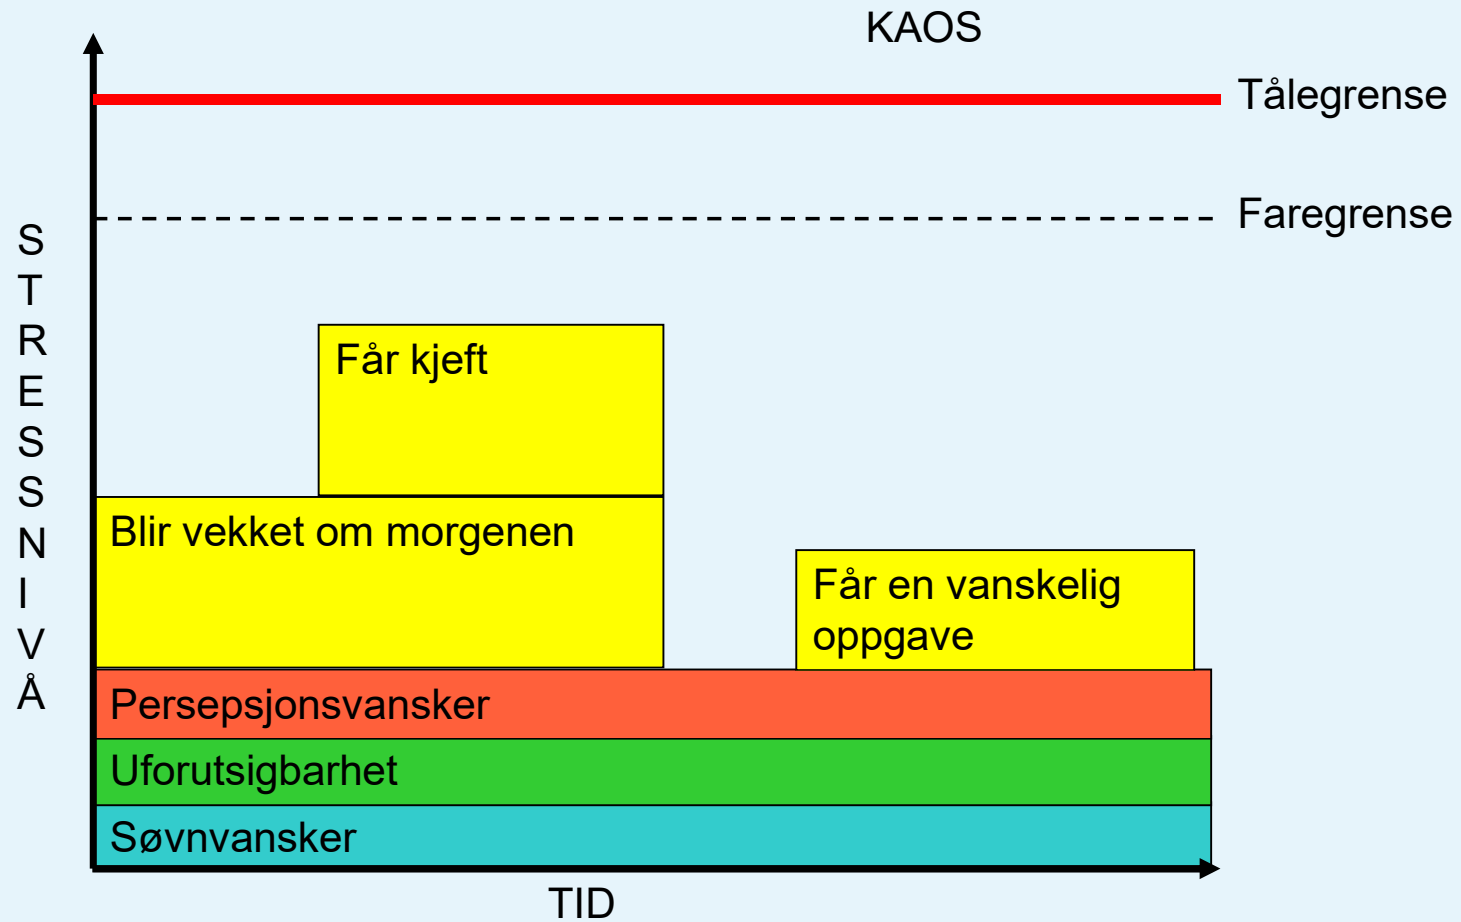 KAOS
Tålegrense
Faregrense
STRESSNIVÅ
Får kjeft
Blir vekket om morgenen
Får en vanskelig
oppgave
Persepsjonsvansker
Uforutsigbarhet
Søvnvansker
TID